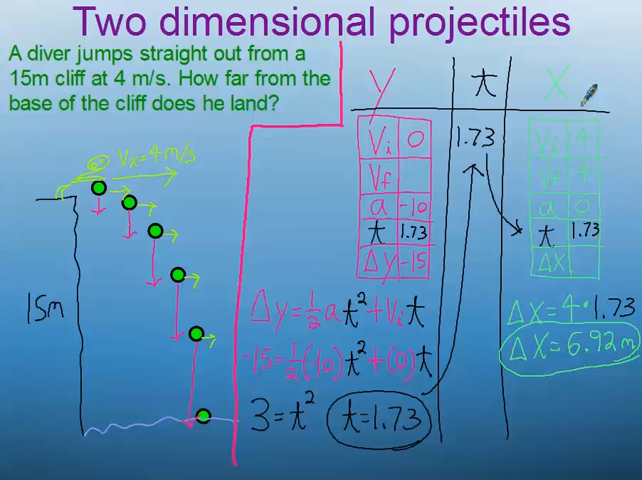 Two dimensional projectiles
A diver jumps straight out from a
15m cliff at 4 m/s. How far from the
base of the cliff does he land?
Vx=4m/s
15m
Y t X
Vi 0 1.73 Vi 4
Vf Vf 4
a -10 a 0
t 1.73 t 1.73
Δy -15 Δx
Δy=½at²+Vit
-15=½(-10)t²+(0)t
3=t² t=1.73
Δx=4·1.73
Δx=6.92m